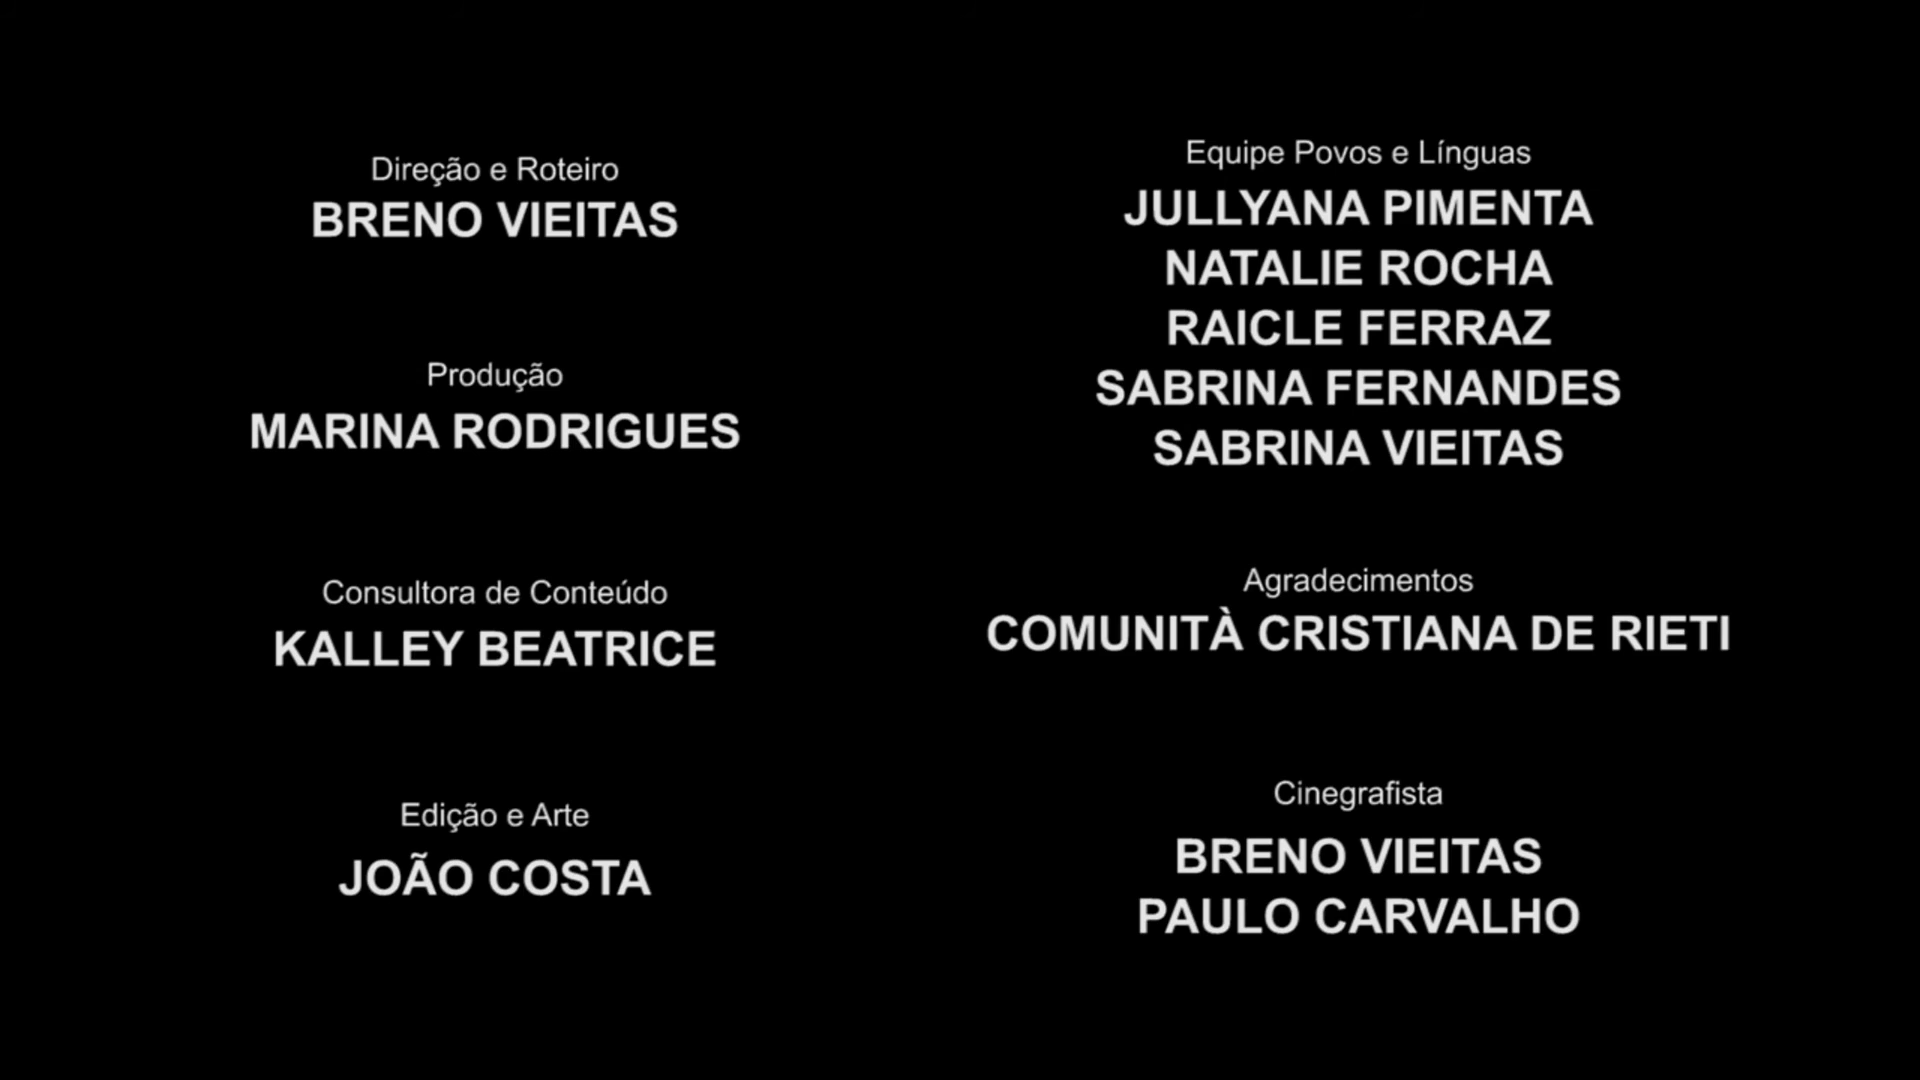 Direção e Roteiro
BRENO VIEITAS
Produção
MARINA RODRIGUES
Consultora de Conteúdo
KALLEY BEATRICE
Edição e Arte
JOÃO COSTA
Equipe Povos e Línguas
JULLYANA PIMENTA
NATALIE ROCHA
RAICLE FERRAZ
SABRINA FERNANDES
SABRINA VIEITAS
Agradecimentos
COMUNITÀ CRISTIANA DE RIETI
Cinegrafista
BRENO VIEITAS
PAULO CARVALHO